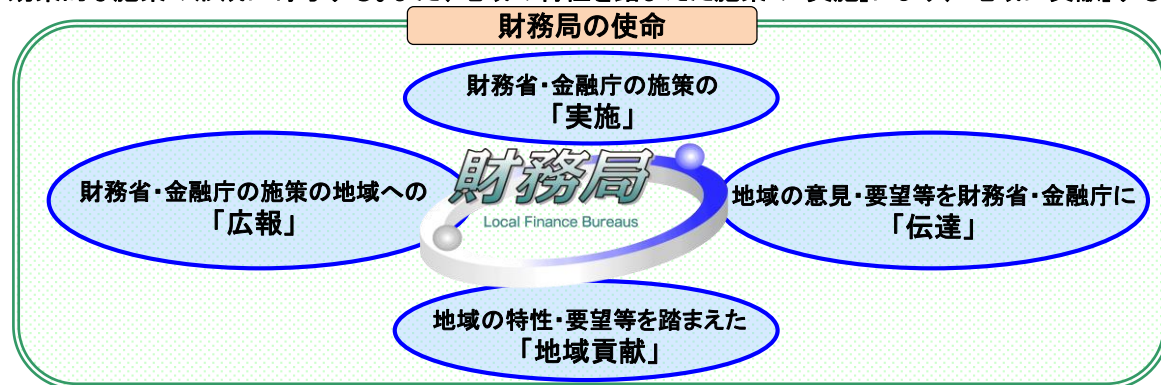 財務局の使命
財務省・金融庁の施策の
「実施」
財務省・金融庁の施策の地域への
「広報」
財務局
Local Finance Bureaus
地域の意見・要望等を財務省・金融庁に
「伝達」
地域の特性・要望等を踏まえた
「地域貢献」